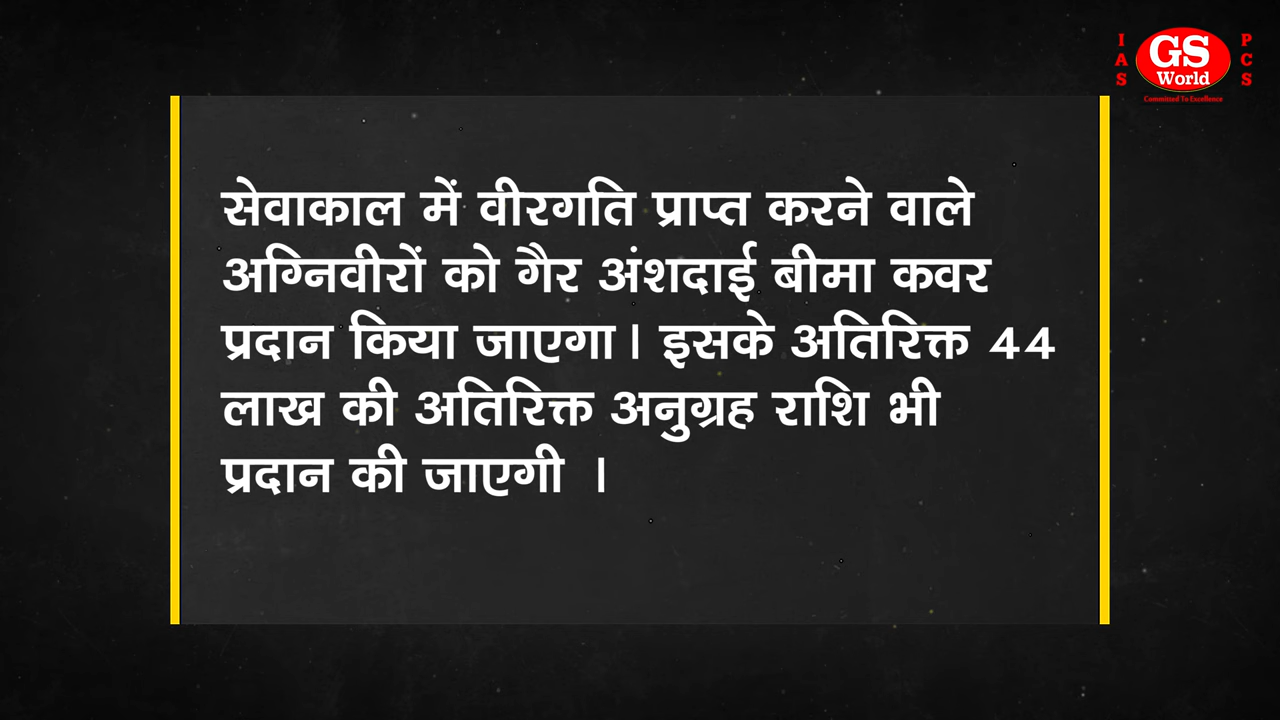 IAS
GS
World
PCS
Committed To Excellence
सेवाकाल में वीरगति प्राप्त करने वाले
अग्निवीरों को गैर अंशदाई बीमा कवर
प्रदान किया जाएगा। इसके अतिरिक्त 44
लाख की अतिरिक्त अनुग्रह राशि भी
प्रदान की जाएगी ।